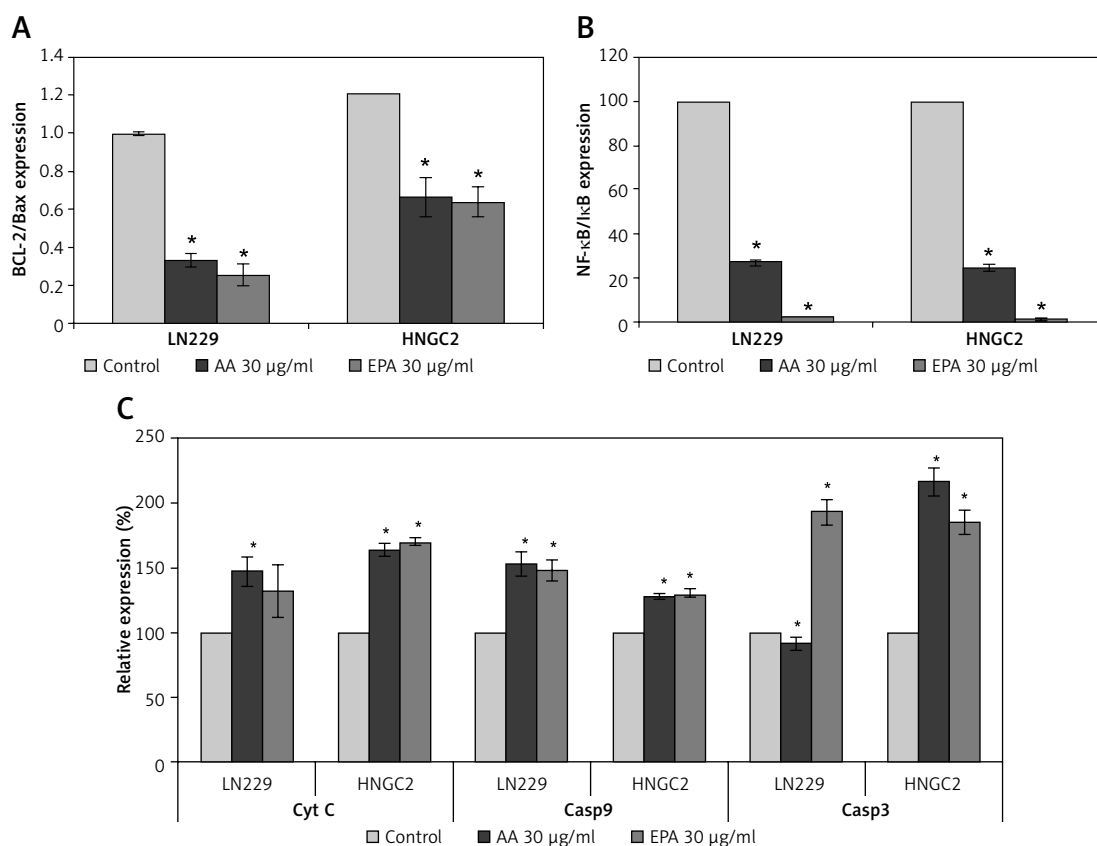 A
BCL-2/Bax expression
1.4
1.2
1.0
0.8
0.6
0.4
0.2
0
* * * *
LN229 HNGC2
Control AA 30 µg/ml EPA 30 µg/ml
B
NF-κB/IκB expression
120
100
80
60
40
20
0
* * * *
LN229 HNGC2
Control AA 30 µg/ml EPA 30 µg/ml
C
Relative expression (%)
250
200
150
100
50
0
* * * * * * * * * * *
LN229 HNGC2 LN229 HNGC2 LN229 HNGC2
Cyt C Casp9 Casp3
Control AA 30 µg/ml EPA 30 µg/ml